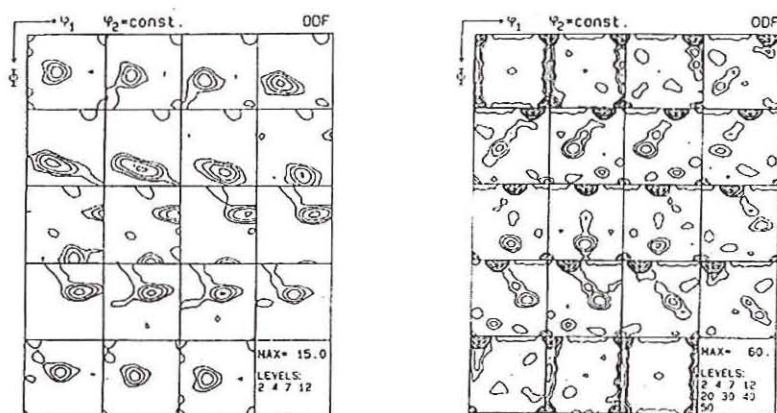 φ₁ φ₂=const. ODF
Φ
MAX= 15.0
LEVELS:
2 4 7 12
φ₁ φ₂=const. ODF
Φ
MAX= 60.
LEVELS:
2 4 7 12
20 30 40
50